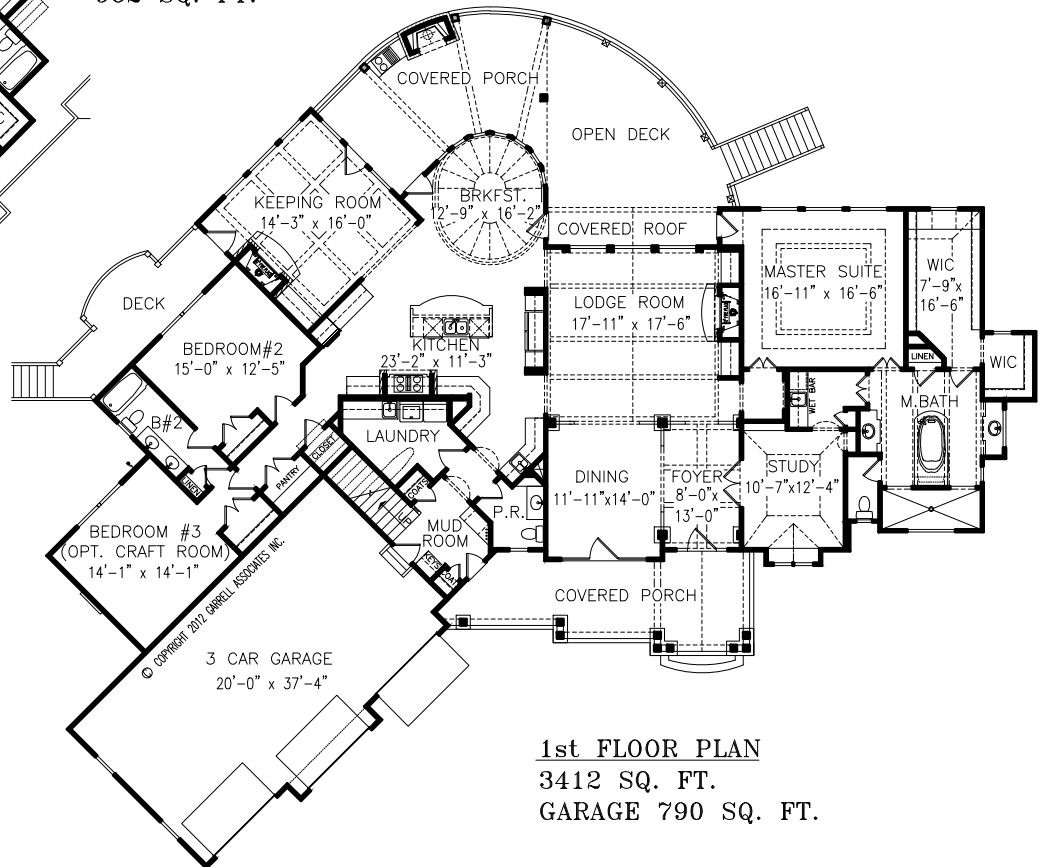 COVERED PORCH
OPEN DECK
KEEPING ROOM
14'-3" x 16'-0"
BRKFST.
12'-9" x 16'-2"
COVERED ROOF
MASTER SUITE
16'-11" x 16'-6"
WIC
7'-9"x
16'-6"
DECK
LODGE ROOM
17'-11" x 17'-6"
BEDROOM#2
15'-0" x 12'-5"
KITCHEN
23'-2" x 11'-3"
LINEN
WIC
WET BAR
M.BATH
B#2
LAUNDRY
CLOSET
PANTRY
LINEN
COATS
UP
P.R.
DINING
11'-11"x14'-0"
FOYER
8'-0"x
13'-0"
STUDY
10'-7"x12'-4"
BEDROOM #3
(OPT. CRAFT ROOM)
14'-1" x 14'-1"
MUD
ROOM
KEYS
COAT
COVERED PORCH
© COPYRIGHT 2012 GARRELL ASSOCIATES INC.
3 CAR GARAGE
20'-0" x 37'-4"
1st FLOOR PLAN
3412 SQ. FT.
GARAGE 790 SQ. FT.